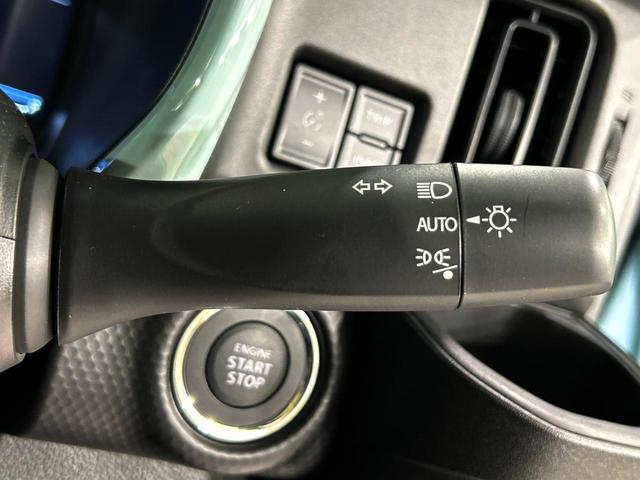 +
TRIP
-
AUTO
ENGINE
START
STOP